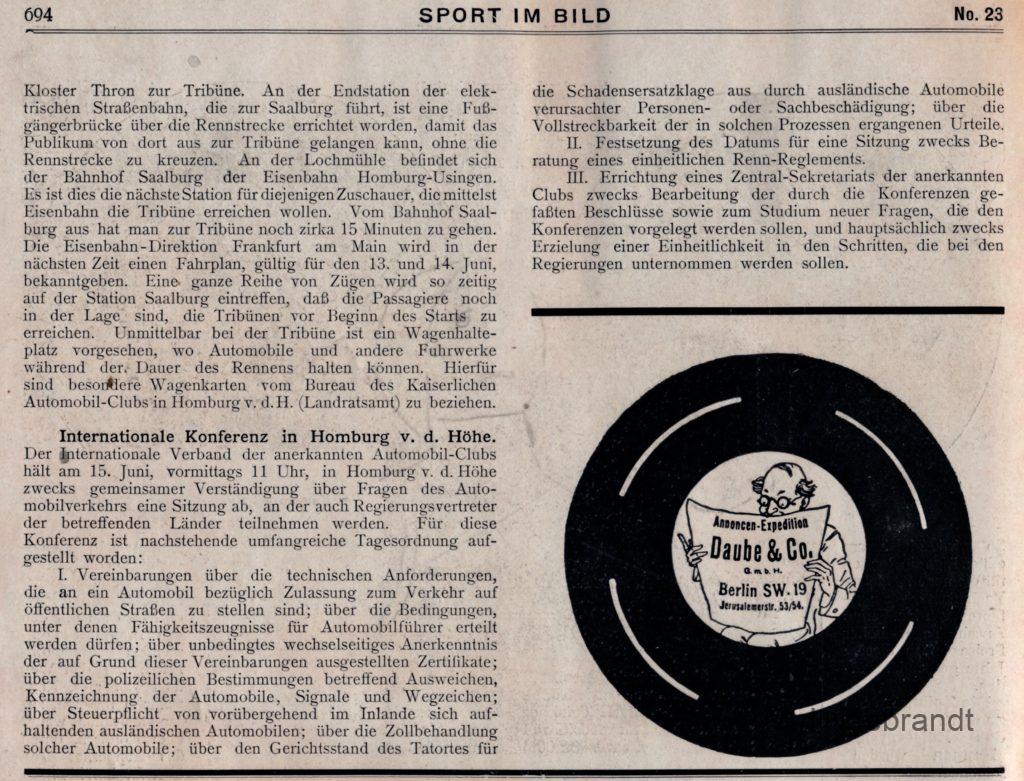 694
SPORT IM BILD
No. 23
Kloster Thron zur Tribüne. An der Endstation der elek-
trischen Straßenbahn, die zur Saalburg führt, ist eine Fuß-
gängerbrücke über die Rennstrecke errichtet worden, damit das
Publikum von dort aus zur Tribüne gelangen kann, ohne die
Rennstrecke zu kreuzen. An der Lochmühle befindet sich
der Bahnhof Saalburg der Eisenbahn Homburg-Usingen.
Es ist dies die nächste Station für diejenigen Zuschauer, die mittelst
Eisenbahn die Tribüne erreichen wollen. Vom Bahnhof Saal-
burg aus hat man zur Tribüne noch zirka 15 Minuten zu gehen.
Die Eisenbahn-Direktion Frankfurt am Main wird in der
nächsten Zeit einen Fahrplan, gültig für den 13. und 14. Juni,
bekanntgeben. Eine ganze Reihe von Zügen wird so zeitig
auf der Station Saalburg eintreffen, daß die Passagiere noch
in der Lage sind, die Tribünen vor Beginn des Starts zu
erreichen. Unmittelbar bei der Tribüne ist ein Wagenhalte-
platz vorgesehen, wo Automobile und andere Fuhrwerke
während der Dauer des Rennens halten können. Hierfür
sind besondere Wagenkarten vom Bureau des Kaiserlichen
Automobil-Clubs in Homburg v. d. H. (Landratsamt) zu beziehen.
Internationale Konferenz in Homburg v. d. Höhe.
Der Internationale Verband der anerkannten Automobil-Clubs
hält am 15. Juni, vormittags 11 Uhr, in Homburg v. d. Höhe
zwecks gemeinsamer Verständigung über Fragen des Auto-
mobilverkehrs eine Sitzung ab, an der auch Regierungsvertreter
der betreffenden Länder teilnehmen werden. Für diese
Konferenz ist nachstehende umfangreiche Tagesordnung auf-
gestellt worden:
I. Vereinbarungen über die technischen Anforderungen,
die an ein Automobil bezüglich Zulassung zum Verkehr auf
öffentlichen Straßen zu stellen sind; über die Bedingungen,
unter denen Fähigkeitszeugnisse für Automobilführer erteilt
werden dürfen; über unbedingtes wechselseitiges Anerkenntnis
der auf Grund dieser Vereinbarungen ausgestellten Zertifikate;
über die polizeilichen Bestimmungen betreffend Ausweichen,
Kennzeichnung der Automobile, Signale und Wegzeichen;
über Steuerpflicht von vorübergehend im Inlande sich auf-
haltenden ausländischen Automobilen; über die Zollbehandlung
solcher Automobile; über den Gerichtsstand des Tatortes für
die Schadensersatzklage aus durch ausländische Automobile
verursachter Personen- oder Sachbeschädigung; über die
Vollstreckbarkeit der in solchen Prozessen ergangenen Urteile.
II. Festsetzung des Datums für eine Sitzung zwecks Be-
ratung eines einheitlichen Renn-Reglements.
III. Errichtung eines Zentral-Sekretariats der anerkannten
Clubs zwecks Bearbeitung der durch die Konferenzen ge-
faßten Beschlüsse sowie zum Studium neuer Fragen, die den
Konferenzen vorgelegt werden sollen, und hauptsächlich zwecks
Erzielung einer Einheitlichkeit in den Schritten, die bei den
Regierungen unternommen werden sollen.
Annoncen-Expedition
Daube & Co.
G. m. b. H.
Berlin SW. 19
Jerusalemerstr. 53/54.